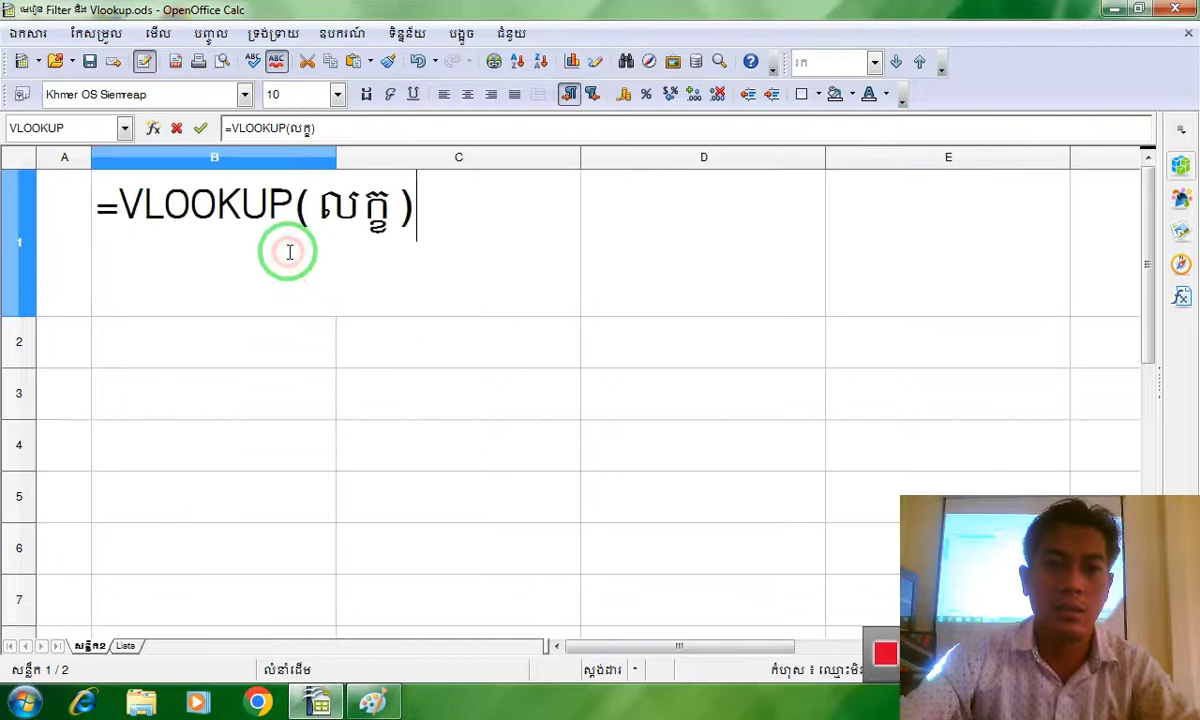 មេរៀន Filter និង Vlookup.ods - OpenOffice Calc
ឯកសារ កែសម្រួល មើល បញ្ចូល ទ្រង់ទ្រាយ ឧបករណ៍ ទិន្នន័យ បង្អួច ជំនួយ
រក
Khmer OS Siemreap 10
VLOOKUP =VLOOKUP(លក្ខ)
A B C D E
1 =VLOOKUP( លក្ខ )
2
3
4
5
6
7
សន្លឹក២ Lista
សន្លឹក 1 / 2 លំនាំដើម ស្តង់ដារ *